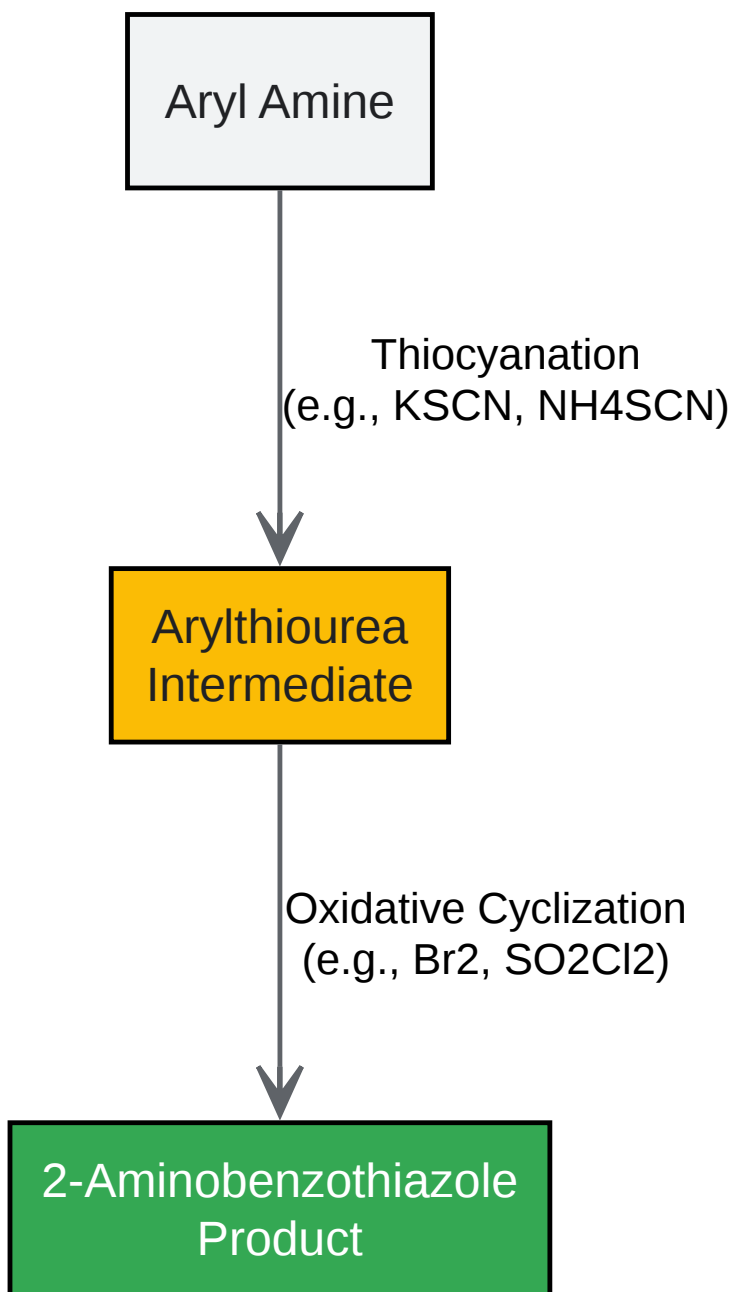 Aryl Amine
Thiocyanation
(e.g., KSCN, NH4SCN)
Arylthiourea
Intermediate
Oxidative Cyclization
(e.g., Br2, SO2Cl2)
2-Aminobenzothiazole
Product